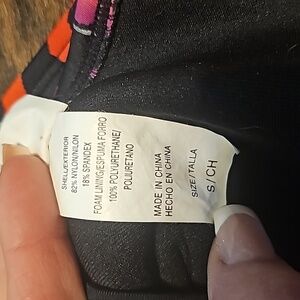 SHELL/EXTERIOR
82% NYLON/NILON
18% SPANDEX
FOAM LINING/ESPUMA FORRO
100% POLYURETHANE/
POLIURETANO
MADE IN CHINA
HECHO EN CHINA
SIZE/TALLA
S/CH